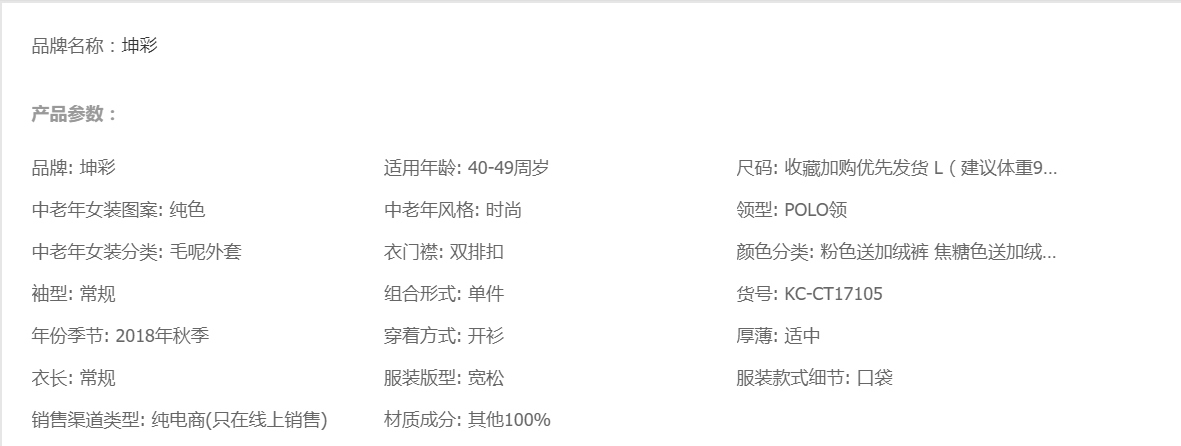 品牌名称：坤彩
产品参数：
品牌: 坤彩 适用年龄: 40-49周岁 尺码: 收藏加购优先发货 L（建议体重9...
中老年女装图案: 纯色 中老年风格: 时尚 领型: POLO领
中老年女装分类: 毛呢外套 衣门襟: 双排扣 颜色分类: 粉色送加绒裤 焦糖色送加绒...
袖型: 常规 组合形式: 单件 货号: KC-CT17105
年份季节: 2018年秋季 穿着方式: 开衫 厚薄: 适中
衣长: 常规 服装版型: 宽松 服装款式细节: 口袋
销售渠道类型: 纯电商(只在线上销售) 材质成分: 其他100%